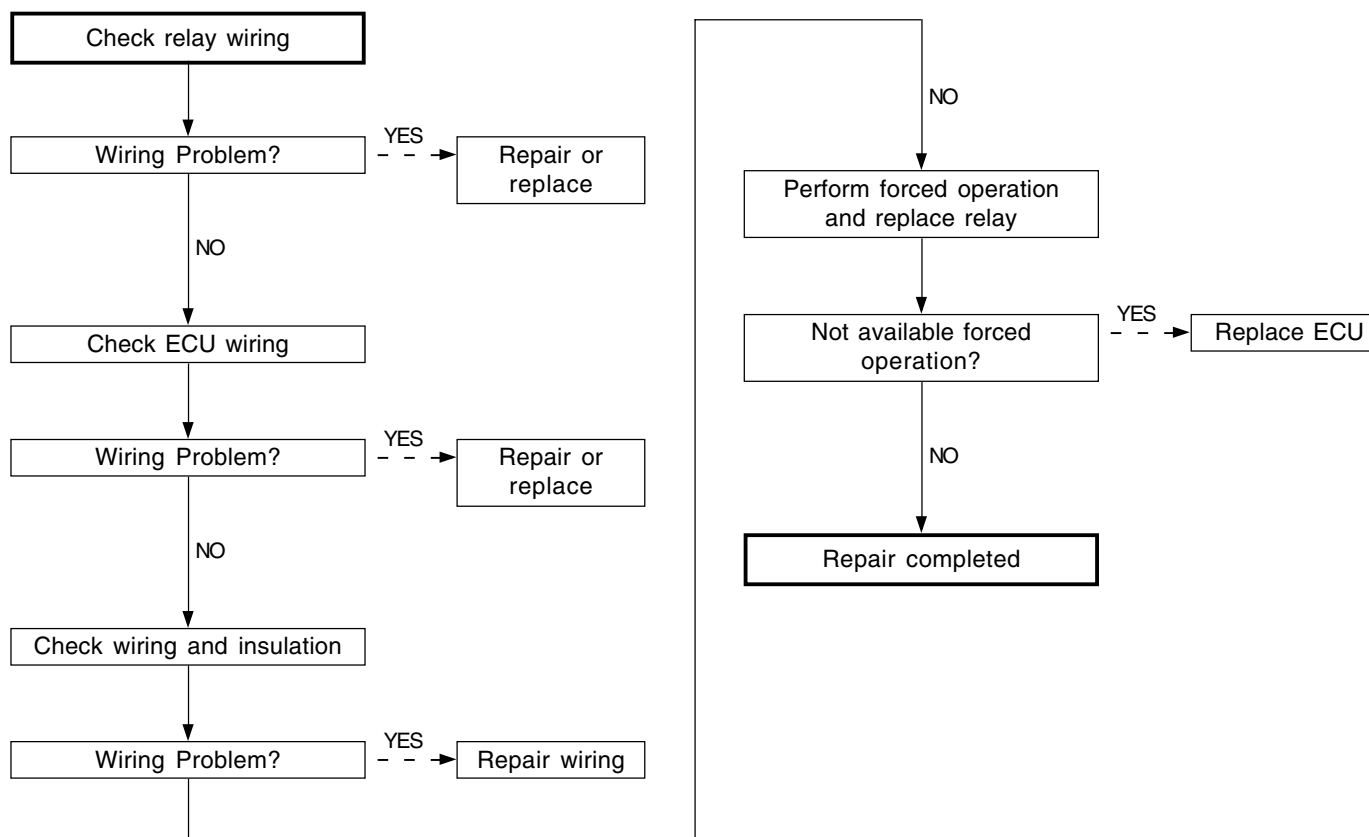 Check relay wiring
Wiring Problem?
YES
Repair or
replace
NO
Check ECU wiring
Wiring Problem?
YES
Repair or
replace
NO
Check wiring and insulation
Wiring Problem?
YES
Repair wiring
NO
Perform forced operation
and replace relay
Not available forced
operation?
YES
Replace ECU
NO
Repair completed